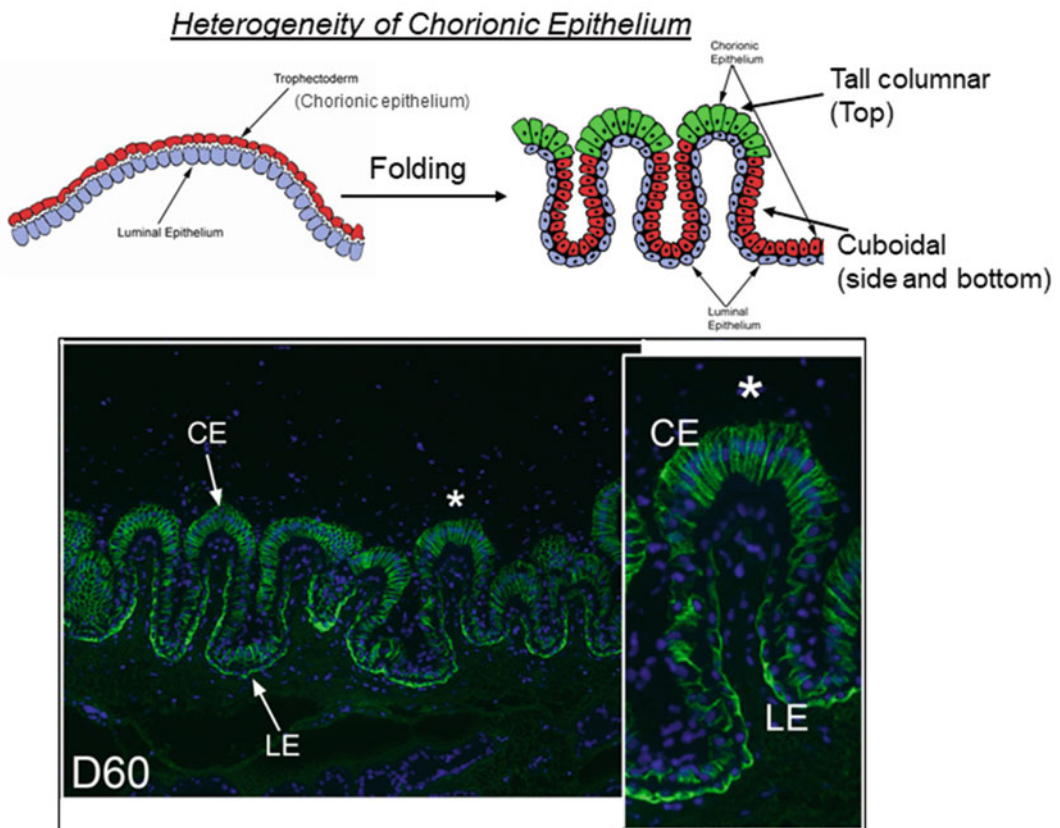 Heterogeneity of Chorionic Epithelium
Trophectoderm
(Chorionic epithelium)
Luminal Epithelium
Folding
Chorionic
Epithelium
Tall columnar
(Top)
Cuboidal
(side and bottom)
Luminal
Epithelium
CE
*
LE
D60
*
CE
LE